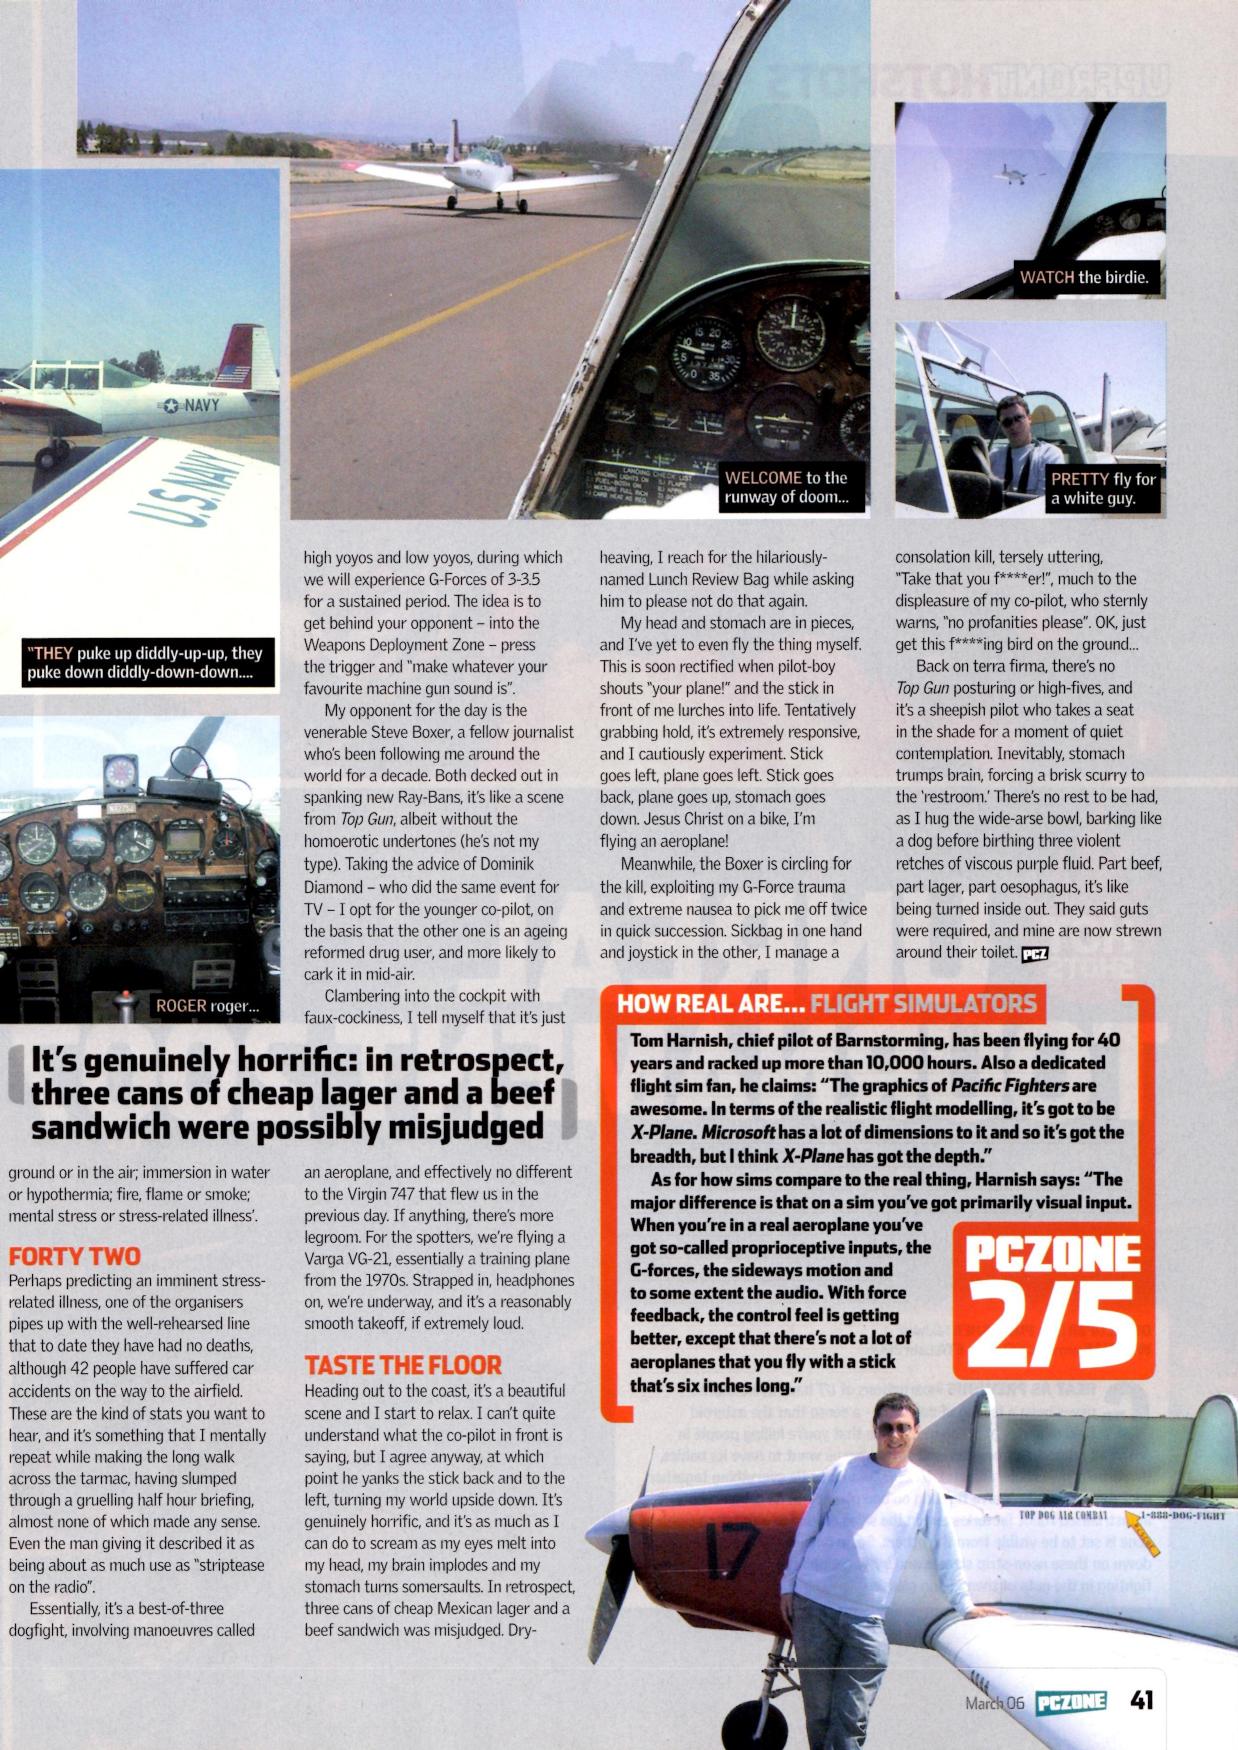 WATCH the birdie.
WELCOME to the
runway of doom...
PRETTY fly for
a white guy.
NAVY
U.S. NAVY
"THEY puke up diddly-up-up, they
puke down diddly-down-down....
ROGER roger...
It's genuinely horrific: in retrospect,
three cans of cheap lager and a beef
sandwich were possibly misjudged
ground or in the air; immersion in water
or hypothermia; fire, flame or smoke;
mental stress or stress-related illness'.
FORTY TWO
Perhaps predicting an imminent stress-
related illness, one of the organisers
pipes up with the well-rehearsed line
that to date they have had no deaths,
although 42 people have suffered car
accidents on the way to the airfield.
These are the kind of stats you want to
hear, and it's something that I mentally
repeat while making the long walk
across the tarmac, having slumped
through a gruelling half hour briefing,
almost none of which made any sense.
Even the man giving it described it as
being about as much use as "striptease
on the radio".
Essentially, it's a best-of-three
dogfight, involving manoeuvres called
high yoyos and low yoyos, during which
we will experience G-Forces of 3-3.5
for a sustained period. The idea is to
get behind your opponent – into the
Weapons Deployment Zone – press
the trigger and "make whatever your
favourite machine gun sound is".
My opponent for the day is the
venerable Steve Boxer, a fellow journalist
who's been following me around the
world for a decade. Both decked out in
spanking new Ray-Bans, it's like a scene
from Top Gun, albeit without the
homoerotic undertones (he's not my
type). Taking the advice of Dominik
Diamond – who did the same event for
TV – I opt for the younger co-pilot, on
the basis that the other one is an ageing
reformed drug user, and more likely to
cark it in mid-air.
Clambering into the cockpit with
faux-cockiness, I tell myself that it's just
an aeroplane, and effectively no different
to the Virgin 747 that flew us in the
previous day. If anything, there's more
legroom. For the spotters, we're flying a
Varga VG-21, essentially a training plane
from the 1970s. Strapped in, headphones
on, we're underway, and it's a reasonably
smooth takeoff, if extremely loud.
TASTE THE FLOOR
Heading out to the coast, it's a beautiful
scene and I start to relax. I can't quite
understand what the co-pilot in front is
saying, but I agree anyway, at which
point he yanks the stick back and to the
left, turning my world upside down. It's
genuinely horrific, and it's as much as I
can do to scream as my eyes melt into
my head, my brain implodes and my
stomach turns somersaults. In retrospect,
three cans of cheap Mexican lager and a
beef sandwich was misjudged. Dry-
heaving, I reach for the hilariously-
named Lunch Review Bag while asking
him to please not do that again.
My head and stomach are in pieces,
and I've yet to even fly the thing myself.
This is soon rectified when pilot-boy
shouts "your plane!" and the stick in
front of me lurches into life. Tentatively
grabbing hold, it's extremely responsive,
and I cautiously experiment. Stick
goes left, plane goes left. Stick goes
back, plane goes up, stomach goes
down. Jesus Christ on a bike, I'm
flying an aeroplane!
Meanwhile, the Boxer is circling for
the kill, exploiting my G-Force trauma
and extreme nausea to pick me off twice
in quick succession. Sickbag in one hand
and joystick in the other, I manage a
consolation kill, tersely uttering,
"Take that you f****er!", much to the
displeasure of my co-pilot, who sternly
warns, "no profanities please". OK, just
get this f****ing bird on the ground...
Back on terra firma, there's no
Top Gun posturing or high-fives, and
it's a sheepish pilot who takes a seat
in the shade for a moment of quiet
contemplation. Inevitably, stomach
trumps brain, forcing a brisk scurry to
the 'restroom.' There's no rest to be had,
as I hug the wide-arse bowl, barking like
a dog before birthing three violent
retches of viscous purple fluid. Part beef,
part lager, part oesophagus, it's like
being turned inside out. They said guts
were required, and mine are now strewn
around their toilet. PCZ
HOW REAL ARE... FLIGHT SIMULATORS
Tom Harnish, chief pilot of Barnstorming, has been flying for 40
years and racked up more than 10,000 hours. Also a dedicated
flight sim fan, he claims: "The graphics of Pacific Fighters are
awesome. In terms of the realistic flight modelling, it's got to be
X-Plane. Microsoft has a lot of dimensions to it and so it's got the
breadth, but I think X-Plane has got the depth."
As for how sims compare to the real thing, Harnish says: "The
major difference is that on a sim you've got primarily visual input.
When you're in a real aeroplane you've
got so-called proprioceptive inputs, the
G-forces, the sideways motion and
to some extent the audio. With force
feedback, the control feel is getting
better, except that there's not a lot of
aeroplanes that you fly with a stick
that's six inches long."
PCZONE
2/5
17
TOP DOG AIR COMBAT
1-888-DOG-FIGHT
March 06 PCZONE 41